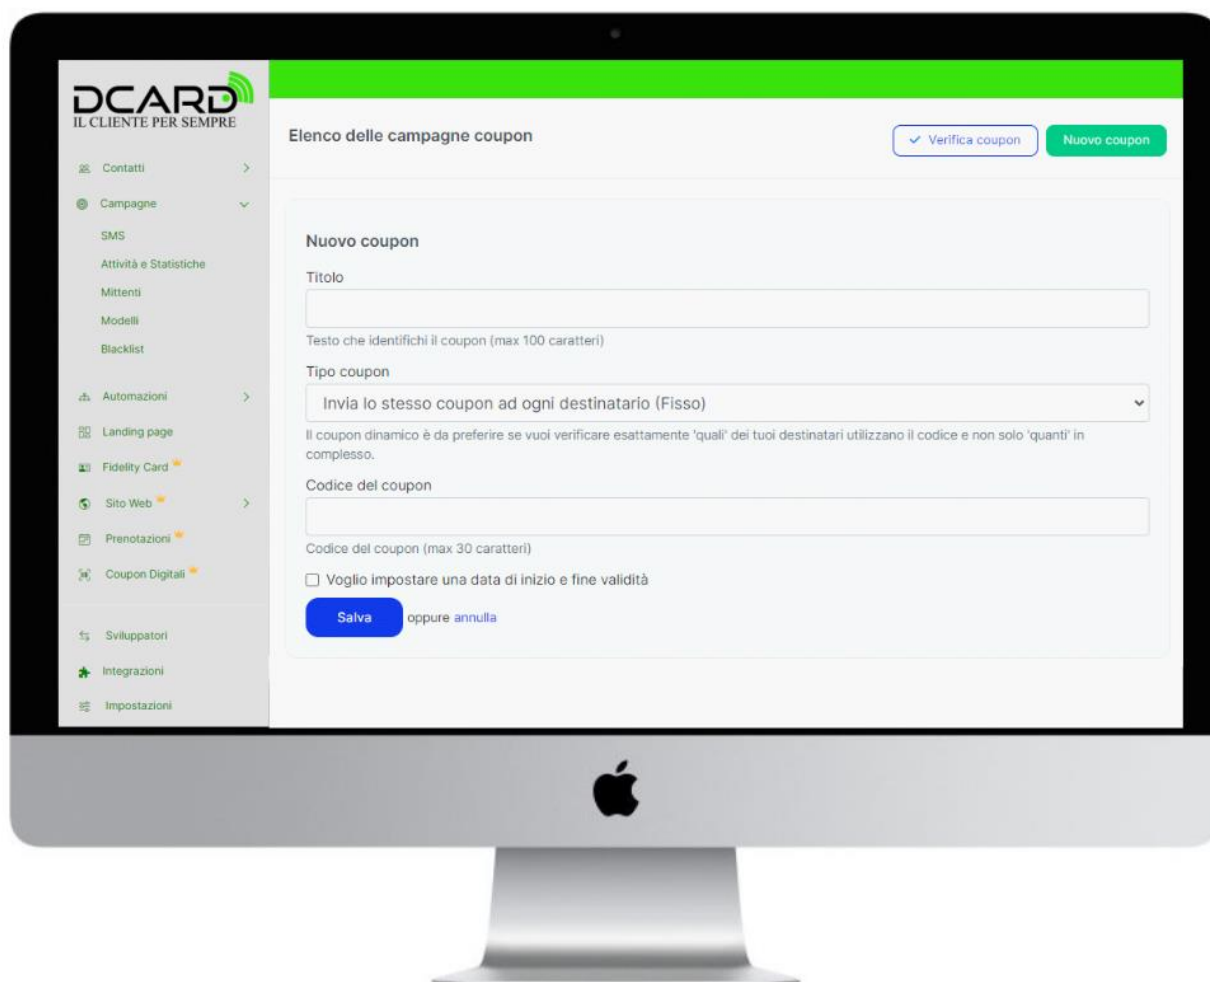 DCARD
IL CLIENTE PER SEMPRE
Contatti
Campagne
SMS
Attività e Statistiche
Mittenti
Modelli
Blacklist
Automazioni
Landing page
Fidelity Card
Sito Web
Prenotazioni
Coupon Digitali
Sviluppatori
Integrazioni
Impostazioni
Elenco delle campagne coupon
Verifica coupon
Nuovo coupon
Nuovo coupon
Titolo
Testo che identifichi il coupon (max 100 caratteri)
Tipo coupon
Invia lo stesso coupon ad ogni destinatario (Fisso)
Il coupon dinamico è da preferire se vuoi verificare esattamente 'quali' dei tuoi destinatari utilizzano il codice e non solo 'quanti' in
complesso.
Codice del coupon
Codice del coupon (max 30 caratteri)
Voglio impostare una data di inizio e fine validità
Salva oppure annulla